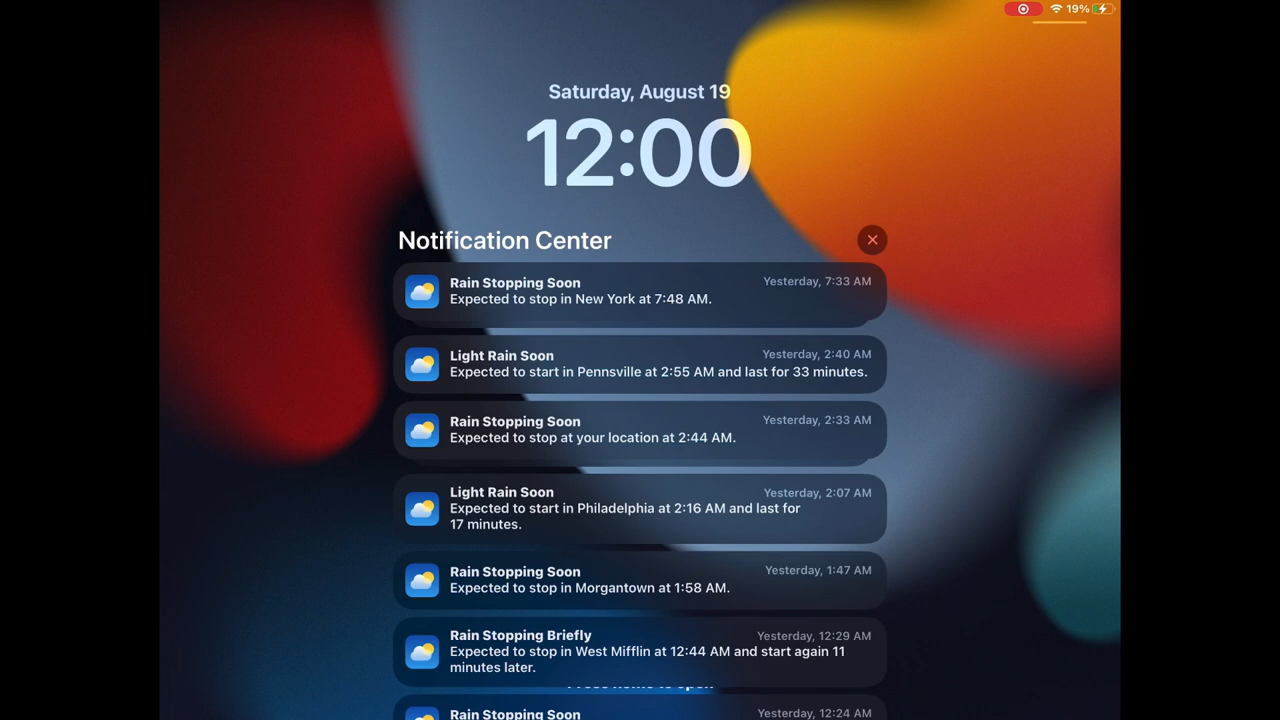 19%
Saturday, August 19
12:00
Notification Center
Rain Stopping Soon
Yesterday, 7:33 AM
Expected to stop in New York at 7:48 AM.
Light Rain Soon
Yesterday, 2:40 AM
Expected to start in Pennsville at 2:55 AM and last for 33 minutes.
Rain Stopping Soon
Yesterday, 2:33 AM
Expected to stop at your location at 2:44 AM.
Light Rain Soon
Yesterday, 2:07 AM
Expected to start in Philadelphia at 2:16 AM and last for
17 minutes.
Rain Stopping Soon
Yesterday, 1:47 AM
Expected to stop in Morgantown at 1:58 AM.
Rain Stopping Briefly
Yesterday, 12:29 AM
Expected to stop in West Mifflin at 12:44 AM and start again 11
minutes later.
Press home to open
Rain Stopping Soon
Yesterday, 12:24 AM